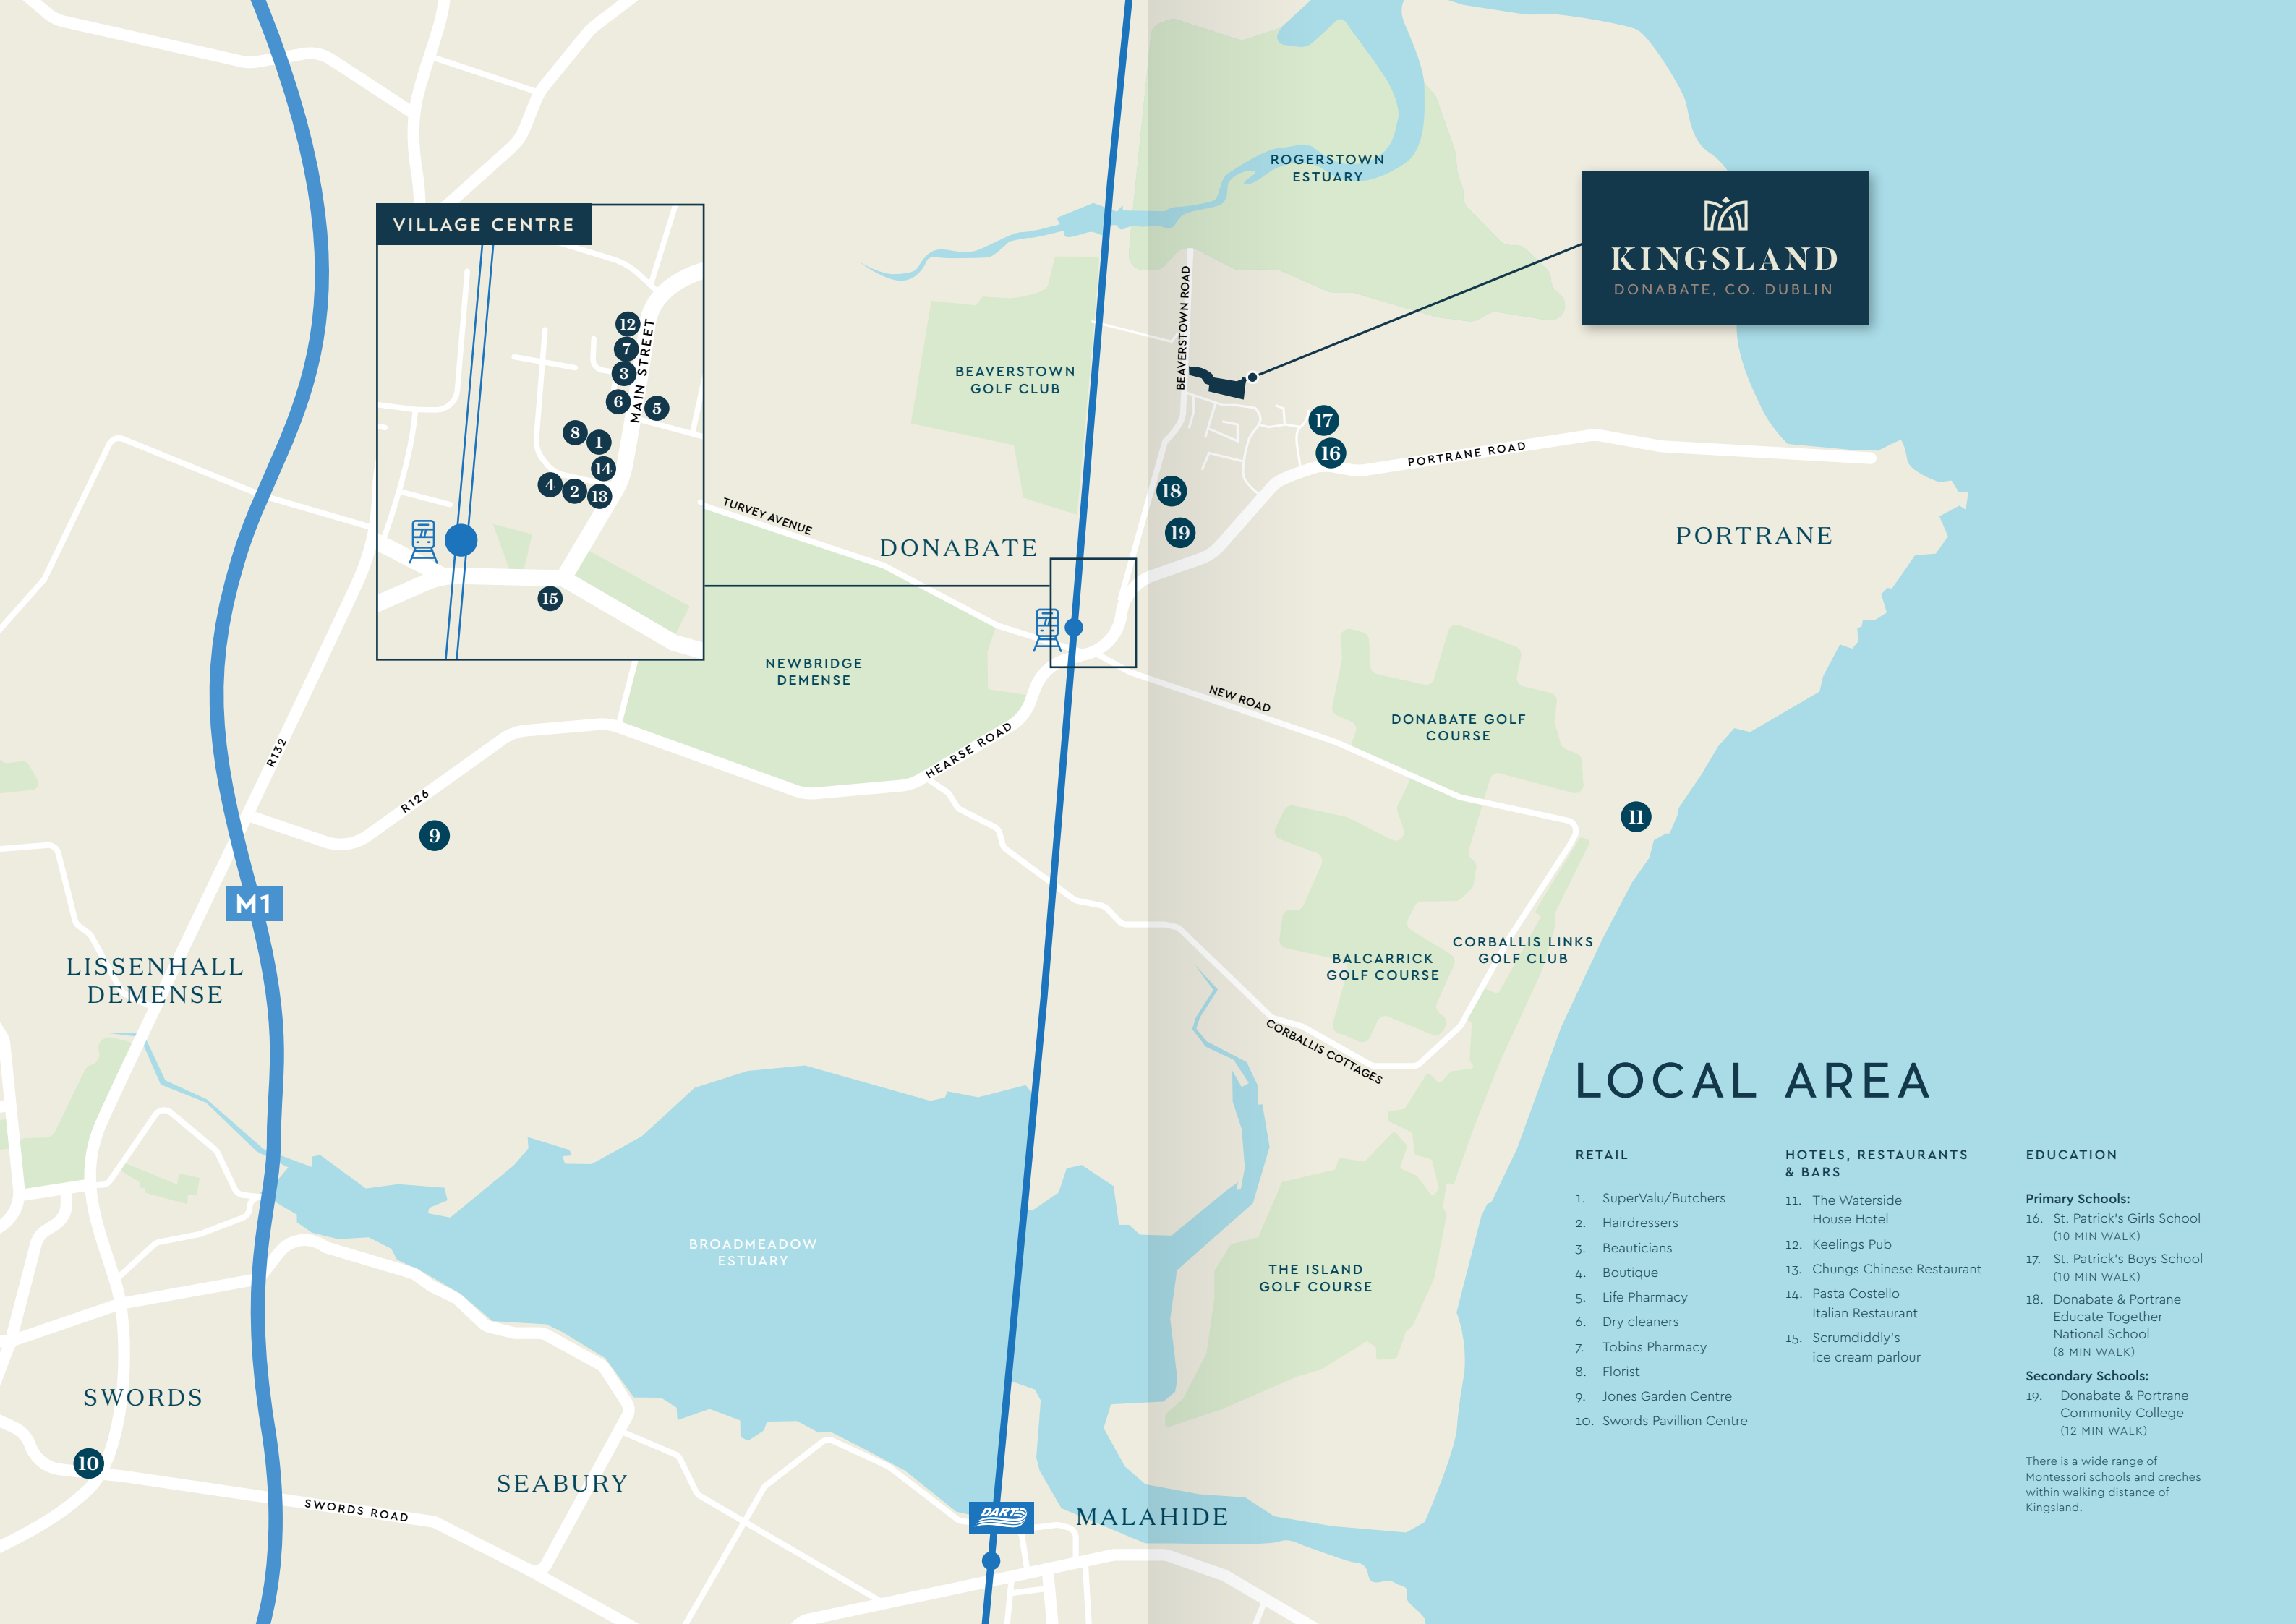 ROGERSTOWN
ESTUARY
KINGSLAND
DONABATE, CO. DUBLIN
VILLAGE CENTRE
12
7
3
MAIN STREET
6
5
8
1
14
4
2
13
15
BEAVERSTOWN ROAD
BEAVERSTOWN
GOLF CLUB
17
16
PORTRANE ROAD
18
19
TURVEY AVENUE
DONABATE
PORTRANE
NEWBRIDGE
DEMENSE
NEW ROAD
DONABATE GOLF
COURSE
HEARSE ROAD
R132
R126
9
11
M1
LISSENHALL
DEMENSE
CORBALLIS LINKS
GOLF CLUB
BALCARRICK
GOLF COURSE
CORBALLIS COTTAGES
BROADMEADOW
ESTUARY
THE ISLAND
GOLF COURSE
SWORDS
10
SWORDS ROAD
SEABURY
DART
MALAHIDE
LOCAL AREA
RETAIL
1. SuperValu/Butchers
2. Hairdressers
3. Beauticians
4. Boutique
5. Life Pharmacy
6. Dry cleaners
7. Tobins Pharmacy
8. Florist
9. Jones Garden Centre
10. Swords Pavillion Centre
HOTELS, RESTAURANTS
& BARS
11. The Waterside
House Hotel
12. Keelings Pub
13. Chungs Chinese Restaurant
14. Pasta Costello
Italian Restaurant
15. Scrumdiddly's
ice cream parlour
EDUCATION
Primary Schools:
16. St. Patrick's Girls School
(10 MIN WALK)
17. St. Patrick's Boys School
(10 MIN WALK)
18. Donabate & Portrane
Educate Together
National School
(8 MIN WALK)
Secondary Schools:
19. Donabate & Portrane
Community College
(12 MIN WALK)
There is a wide range of
Montessori schools and creches
within walking distance of
Kingsland.